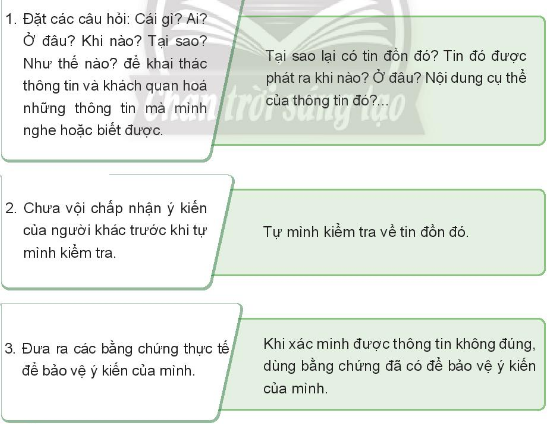 1. Đặt các câu hỏi: Cái gì? Ai?
Ở đâu? Khi nào? Tại sao?
Như thế nào? để khai thác
thông tin và khách quan hoá
những thông tin mà mình
nghe hoặc biết được.
Tại sao lại có tin đồn đó? Tin đó được
phát ra khi nào? Ở đâu? Nội dung cụ thể
của thông tin đó?...
Chân trời sáng tạo
2. Chưa vội chấp nhận ý kiến
của người khác trước khi tự
mình kiểm tra.
Tự mình kiểm tra về tin đồn đó.
3. Đưa ra các bằng chứng thực tế
để bảo vệ ý kiến của mình.
Khi xác minh được thông tin không đúng,
dùng bằng chứng đã có để bảo vệ ý kiến
của mình.